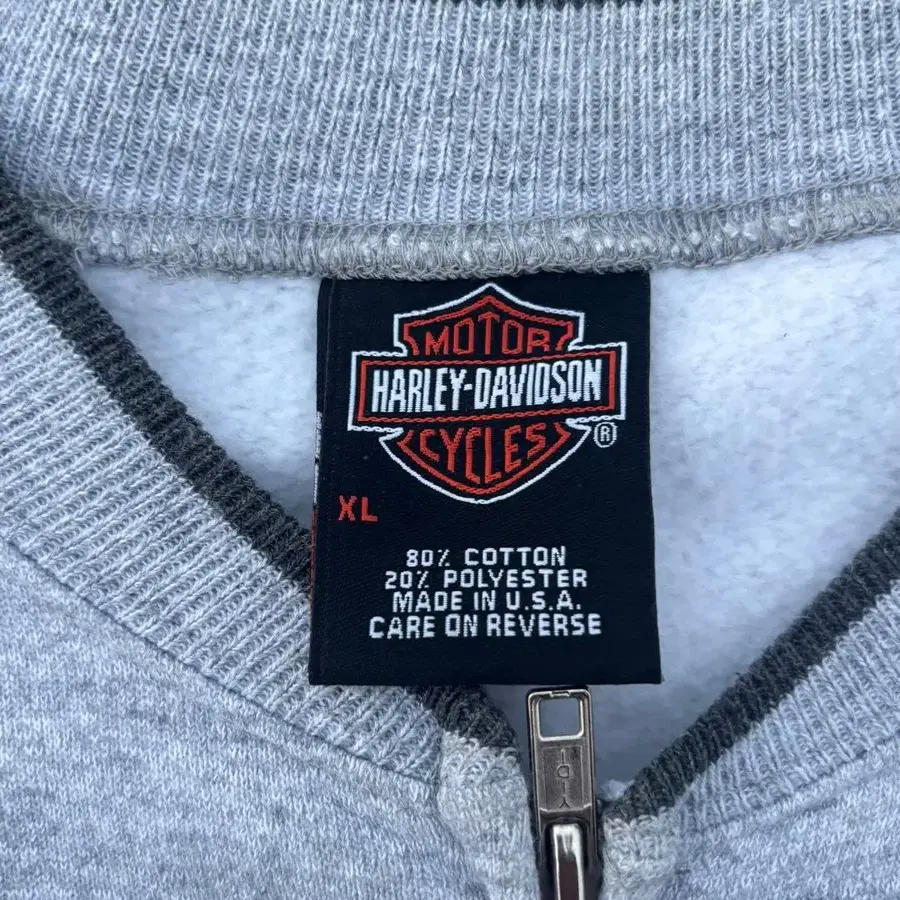 MOTOR
HARLEY-DAVIDSON
CYCLES
®
XL
80% COTTON
20% POLYESTER
MADE IN U.S.A.
CARE ON REVERSE